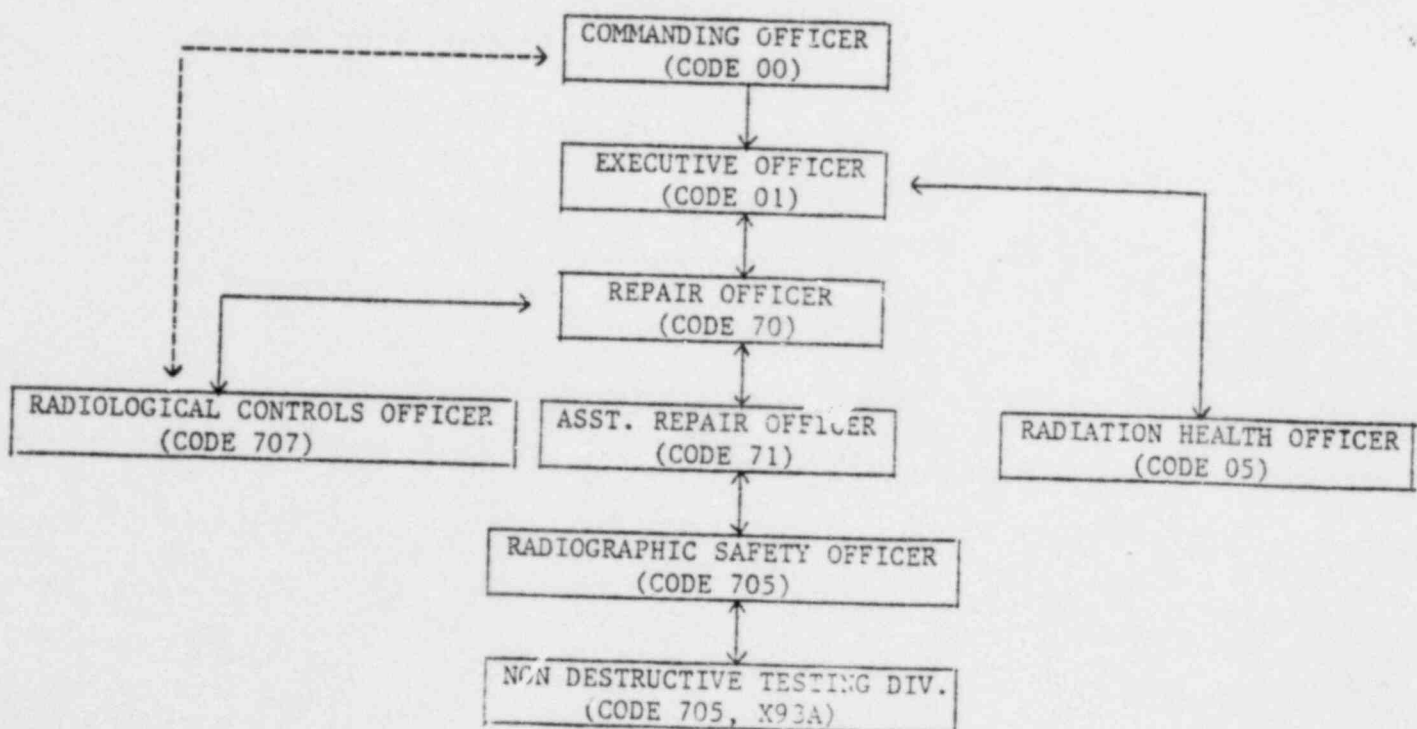 COMMANDING OFFICER
(CODE 00)
EXECUTIVE OFFICER
(CODE 01)
REPAIR OFFICER
(CODE 70)
RADIOLOGICAL CONTROLS OFFICER
(CODE 707)
ASST. REPAIR OFFICER
(CODE 71)
RADIATION HEALTH OFFICER
(CODE 05)
RADIOGRAPHIC SAFETY OFFICER
(CODE 705)
NON DESTRUCTIVE TESTING DIV.
(CODE 705, X93A)